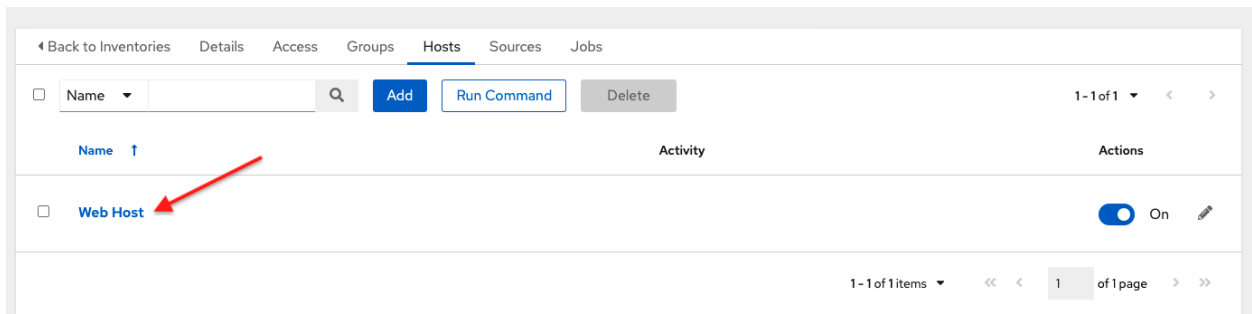 Back to Inventories Details Access Groups Hosts Sources Jobs
Name Add Run Command Delete 1 - 1 of 1
Name Activity Actions
Web Host On
1 - 1 of 1 items 1 of 1 page